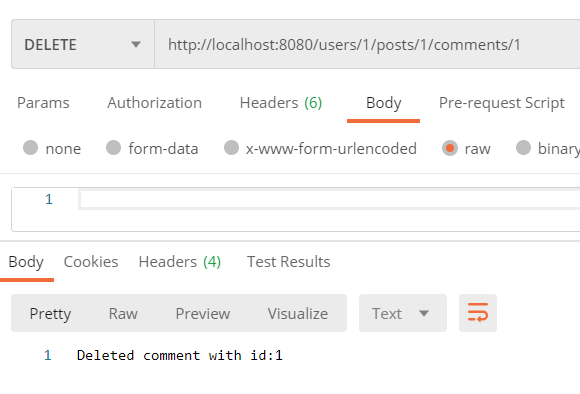 DELETE http://localhost:8080/users/1/posts/1/comments/1
Params Authorization Headers (6) Body Pre-request Script
none form-data x-www-form-urlencoded raw binary
1
Body Cookies Headers (4) Test Results
Pretty Raw Preview Visualize Text
1 Deleted comment with id:1